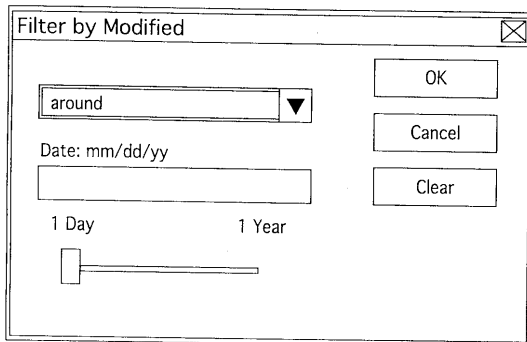 Filter by Modified
around
OK
Cancel
Date: mm/dd/yy
Clear
1 Day 1 Year